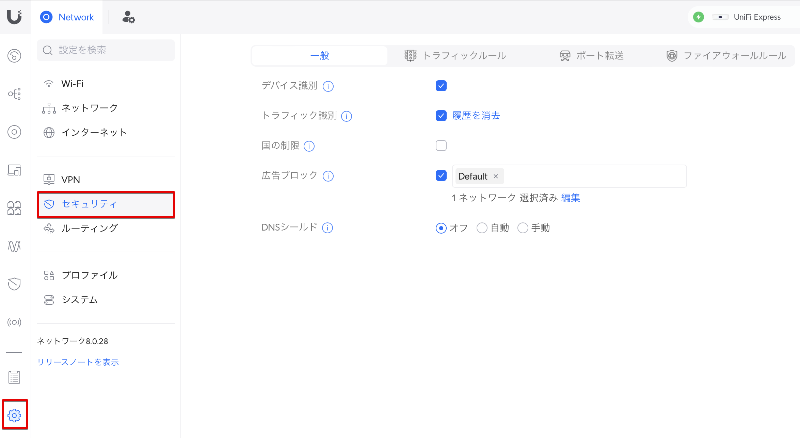 Network
UniFi Express
設定を検索
Wi-Fi
ネットワーク
インターネット
VPN
セキュリティ
ルーティング
プロファイル
システム
ネットワーク8.0.28
リリースノートを表示
一般
トラフィックルール
ポート転送
ファイアウォールルール
デバイス識別
トラフィック識別
履歴を消去
国の制限
広告ブロック
Default ×
1 ネットワーク 選択済み 編集
DNSシールド
オフ 自動 手動